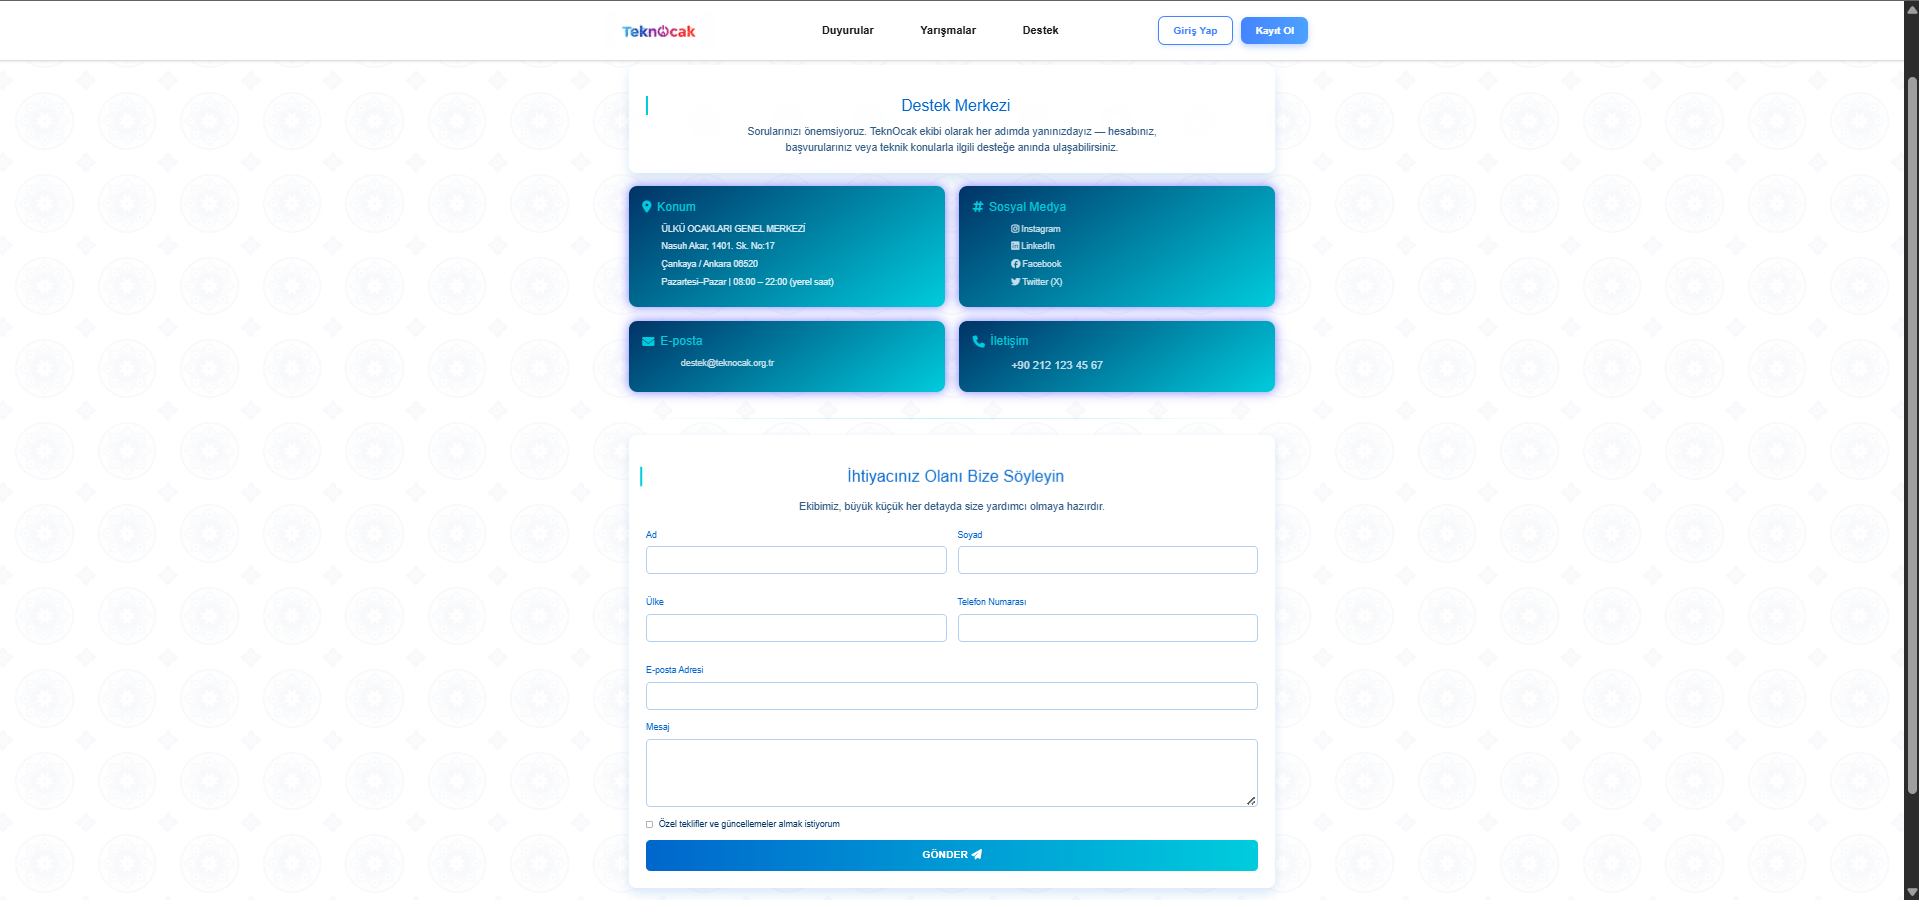 TeknOcak
Duyurular
Yarışmalar
Destek
Giriş Yap
Kayıt Ol
Destek Merkezi
Sorularınızı önemsiyoruz. TeknOcak ekibi olarak her adımda yanınızdayız — hesabınız,
başvurularınız veya teknik konularla ilgili desteğe anında ulaşabilirsiniz.
Konum
ÜLKÜ OCAKLARI GENEL MERKEZİ
Nasuh Akar, 1401. Sk. No:17
Çankaya / Ankara 06520
Pazartesi–Pazar | 08:00 – 22:00 (yerel saat)
Sosyal Medya
Instagram
LinkedIn
Facebook
Twitter (X)
E-posta
destek@teknocak.org.tr
İletişim
+90 212 123 45 67
İhtiyacınız Olanı Bize Söyleyin
Ekibimiz, büyük küçük her detayda size yardımcı olmaya hazırdır.
Ad
Soyad
Ülke
Telefon Numarası
E-posta Adresi
Mesaj
Özel teklifler ve güncellemeler almak istiyorum
GÖNDER